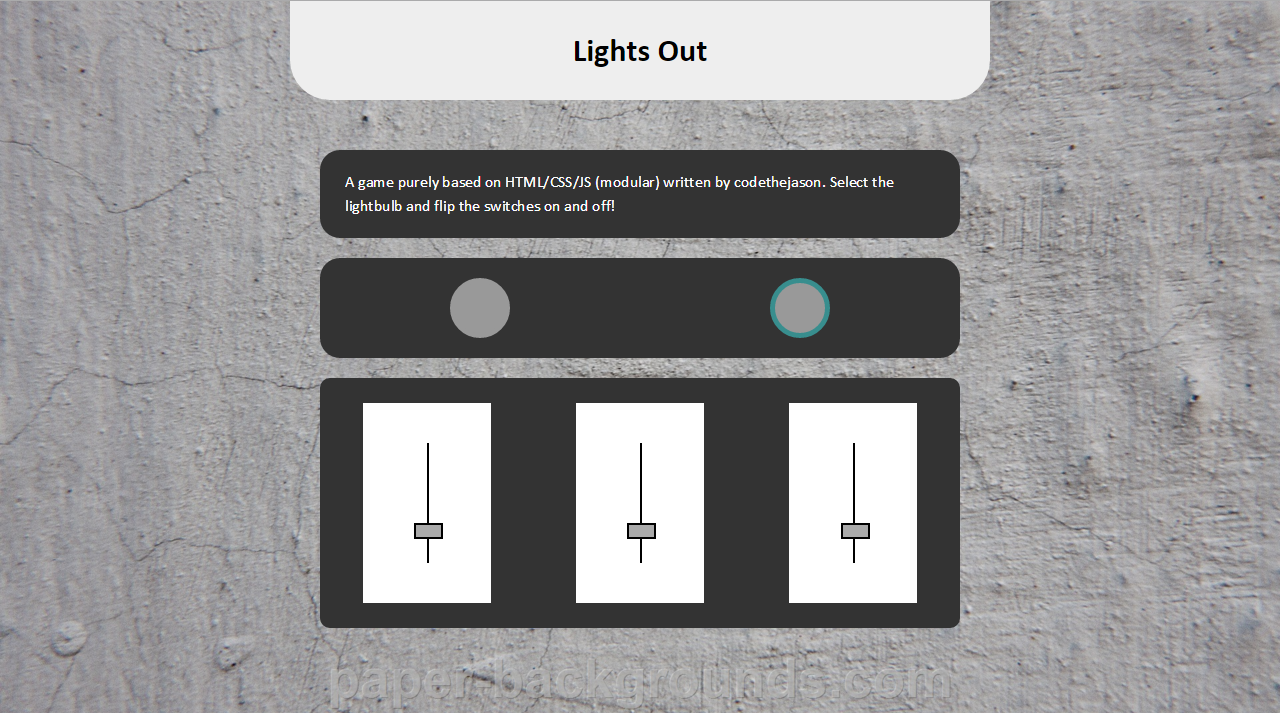 Lights Out
A game purely based on HTML/CSS/JS (modular) written by codethejason. Select the
lightbulb and flip the switches on and off!
paper-backgrounds.com